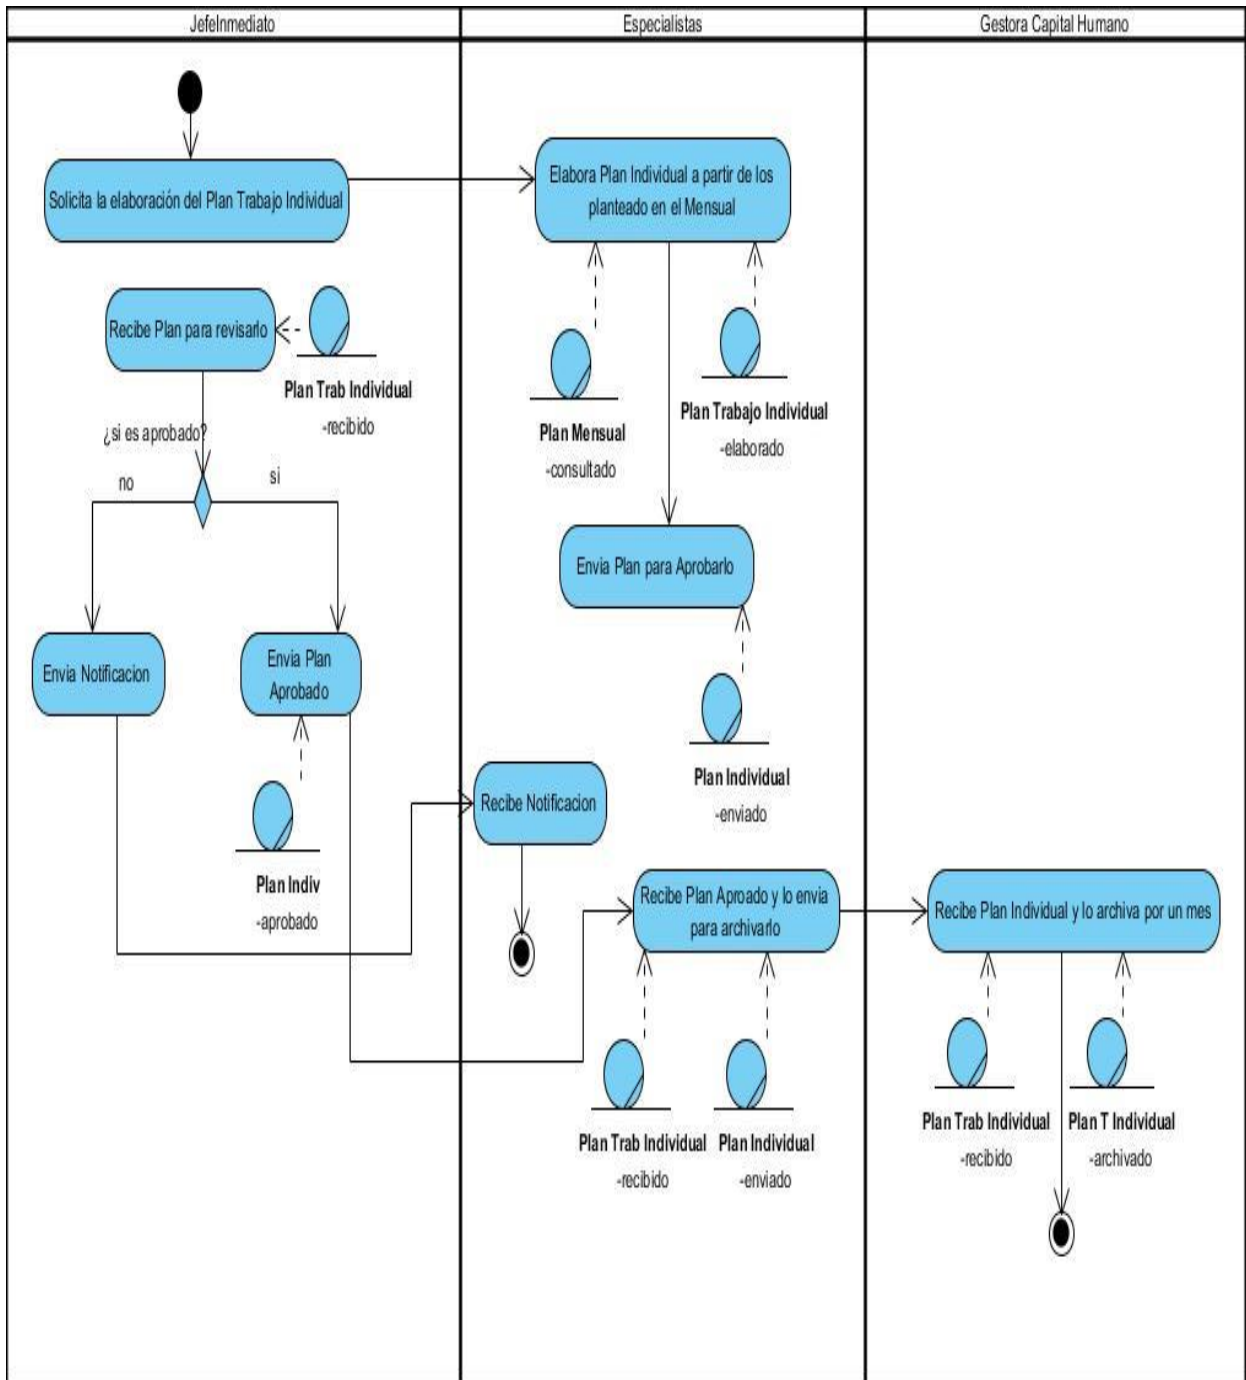 JefeInmediato
Especialistas
Gestora Capital Humano
Solicita la elaboración del Plan Trabajo Individual
Elabora Plan Individual a partir de los
planteado en el Mensual
Recibe Plan para revisarlo
Plan Trab Individual
-recibido
¿si es aprobado?
no
si
Plan Mensual
-consultado
Plan Trabajo Individual
-elaborado
Envia Plan para Aprobarlo
Plan Individual
-enviado
Envia Notificacion
Envia Plan
Aprobado
Plan Indiv
-aprobado
Recibe Notificacion
Recibe Plan Aproado y lo envia
para archivarlo
Plan Trab Individual
-recibido
Plan Individual
-enviado
Recibe Plan Individual y lo archiva por un mes
Plan Trab Individual
-recibido
Plan T Individual
-archivado